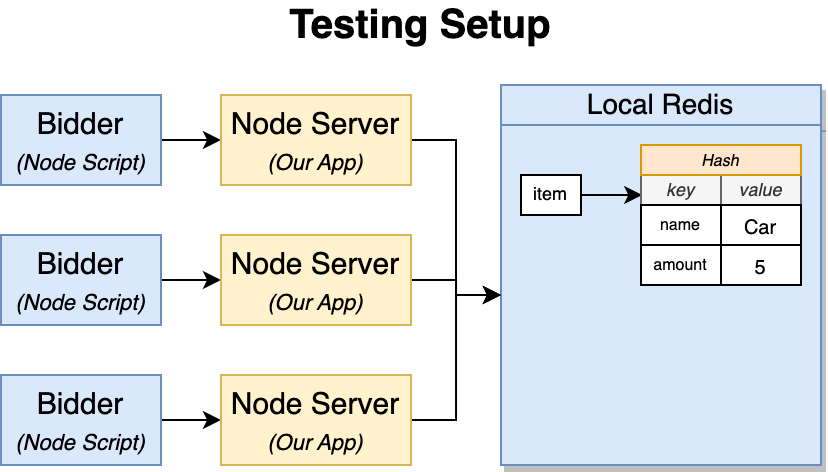 Testing Setup
Bidder
(Node Script)
Node Server
(Our App)
Bidder
(Node Script)
Node Server
(Our App)
Bidder
(Node Script)
Node Server
(Our App)
Local Redis
item
Hash
key value
name Car
amount 5